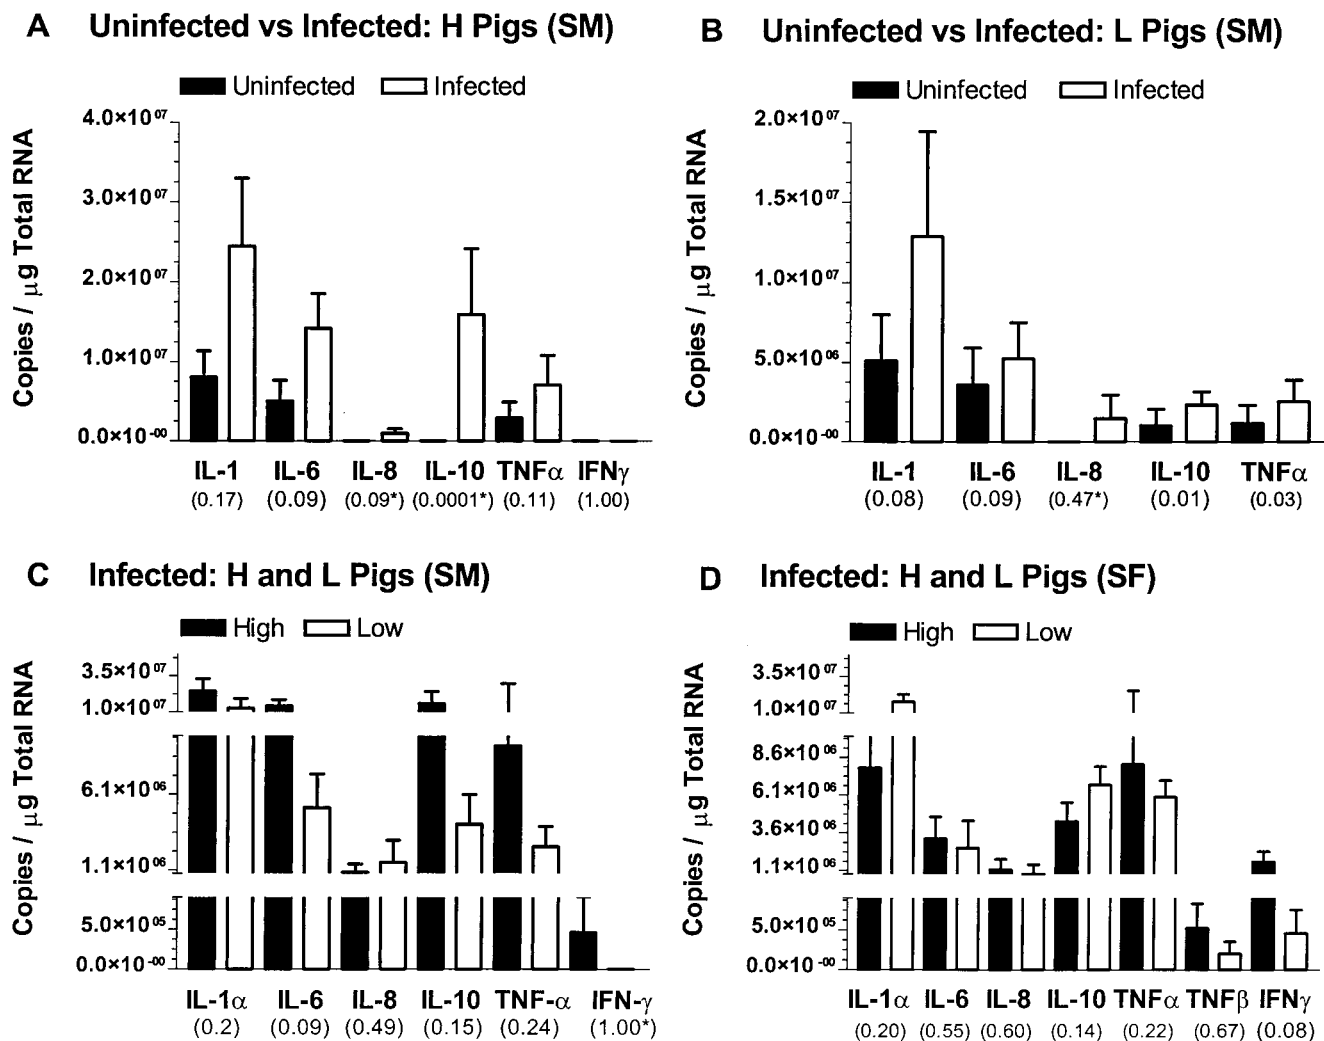 A Uninfected vs Infected: H Pigs (SM)
Uninfected Infected
Copies / μg Total RNA
4.0×10⁰⁷
3.0×10⁰⁷
2.0×10⁰⁷
1.0×10⁰⁷
0.0×10⁻⁰⁰
IL-1 IL-6 IL-8 IL-10 TNFα IFNγ
(0.17) (0.09) (0.09*) (0.0001*) (0.11) (1.00)
B Uninfected vs Infected: L Pigs (SM)
Uninfected Infected
Copies / μg Total RNA
2.0×10⁰⁷
1.5×10⁰⁷
1.0×10⁰⁷
5.0×10⁰⁶
0.0×10⁻⁰⁰
IL-1 IL-6 IL-8 IL-10 TNFα
(0.08) (0.09) (0.47*) (0.01) (0.03)
C Infected: H and L Pigs (SM)
High Low
Copies / μg Total RNA
3.5×10⁰⁷
1.0×10⁰⁷
6.1×10⁰⁶
1.1×10⁰⁶
5.0×10⁰⁵
0.0×10⁻⁰⁰
IL-1α IL-6 IL-8 IL-10 TNF-α IFN-γ
(0.2) (0.09) (0.49) (0.15) (0.24) (1.00*)
D Infected: H and L Pigs (SF)
High Low
Copies / μg Total RNA
3.5×10⁰⁷
1.0×10⁰⁷
8.6×10⁰⁶
6.1×10⁰⁶
3.6×10⁰⁶
1.1×10⁰⁶
5.0×10⁰⁵
0.0×10⁻⁰⁰
IL-1α IL-6 IL-8 IL-10 TNFα TNFβ IFNγ
(0.20) (0.55) (0.60) (0.14) (0.22) (0.67) (0.08)